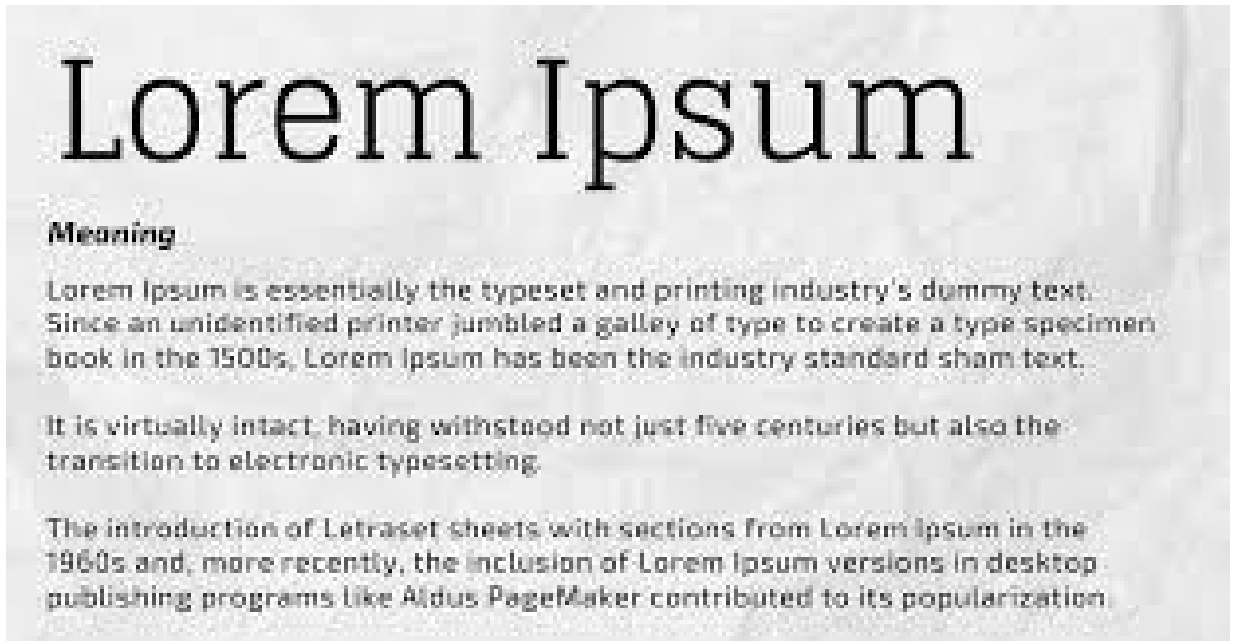 Lorem Ipsum
Meaning
Lorem Ipsum is essentially the typeset and printing industry's dummy text.
Since an unidentified printer jumbled a galley of type to create a type specimen
book in the 1500s, Lorem Ipsum has been the industry standard sham text.
It is virtually intact, having withstood not just five centuries but also the
transition to electronic typesetting.
The introduction of Letraset sheets with sections from Lorem Ipsum in the
1960s and, more recently, the inclusion of Lorem Ipsum versions in desktop
publishing programs like Aldus PageMaker contributed to its popularization.